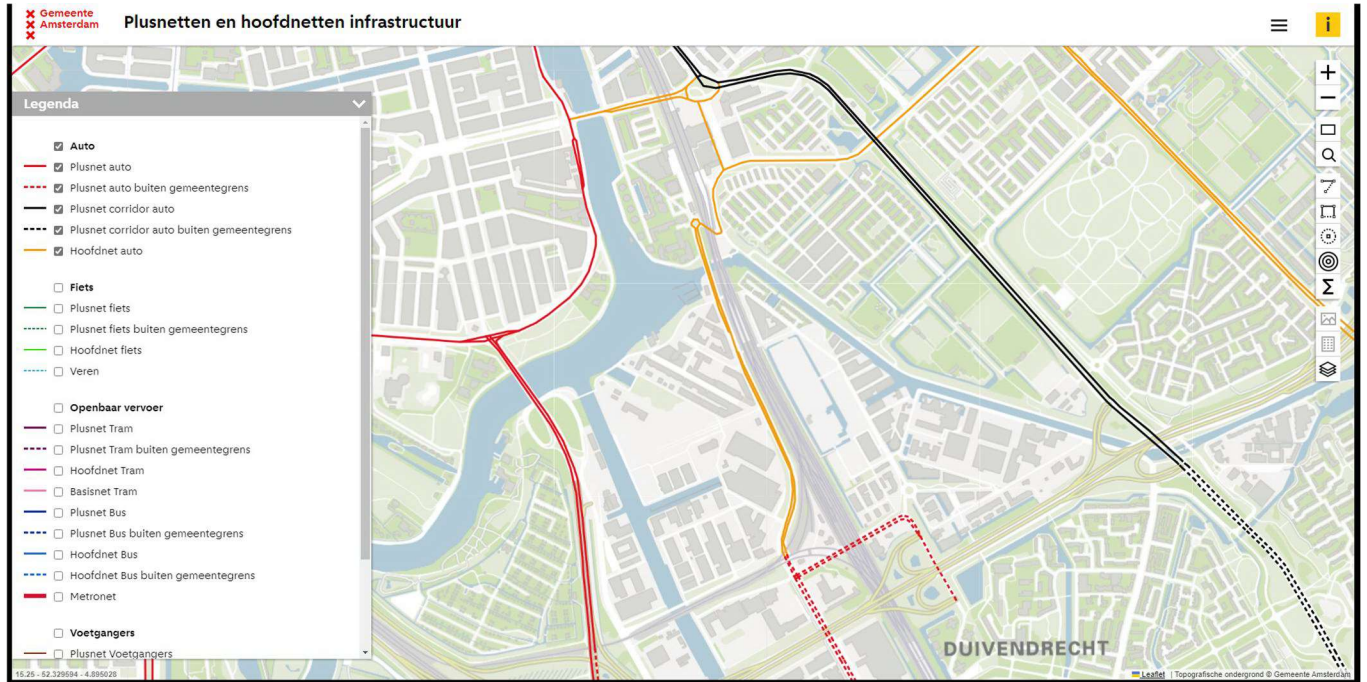 Gemeente
Amsterdam
Plusnetten en hoofdnetten infrastructuur
i
Legenda
Auto
Plusnet auto
Plusnet auto buiten gemeentegrens
Plusnet corridor auto
Plusnet corridor auto buiten gemeentegrens
Hoofdnet auto
Fiets
Plusnet fiets
Plusnet fiets buiten gemeentegrens
Hoofdnet fiets
Veren
Openbaar vervoer
Plusnet Tram
Plusnet Tram buiten gemeentegrens
Hoofdnet Tram
Basisnet Tram
Plusnet Bus
Plusnet Bus buiten gemeentegrens
Hoofdnet Bus
Hoofdnet Bus buiten gemeentegrens
Metronet
Voetgangers
Plusnet Voetgangers
DUIVENDRECHT
15.25 - 52.329594 - 4.895028
Leaflet | Topografische ondergrond © Gemeente Amsterdam